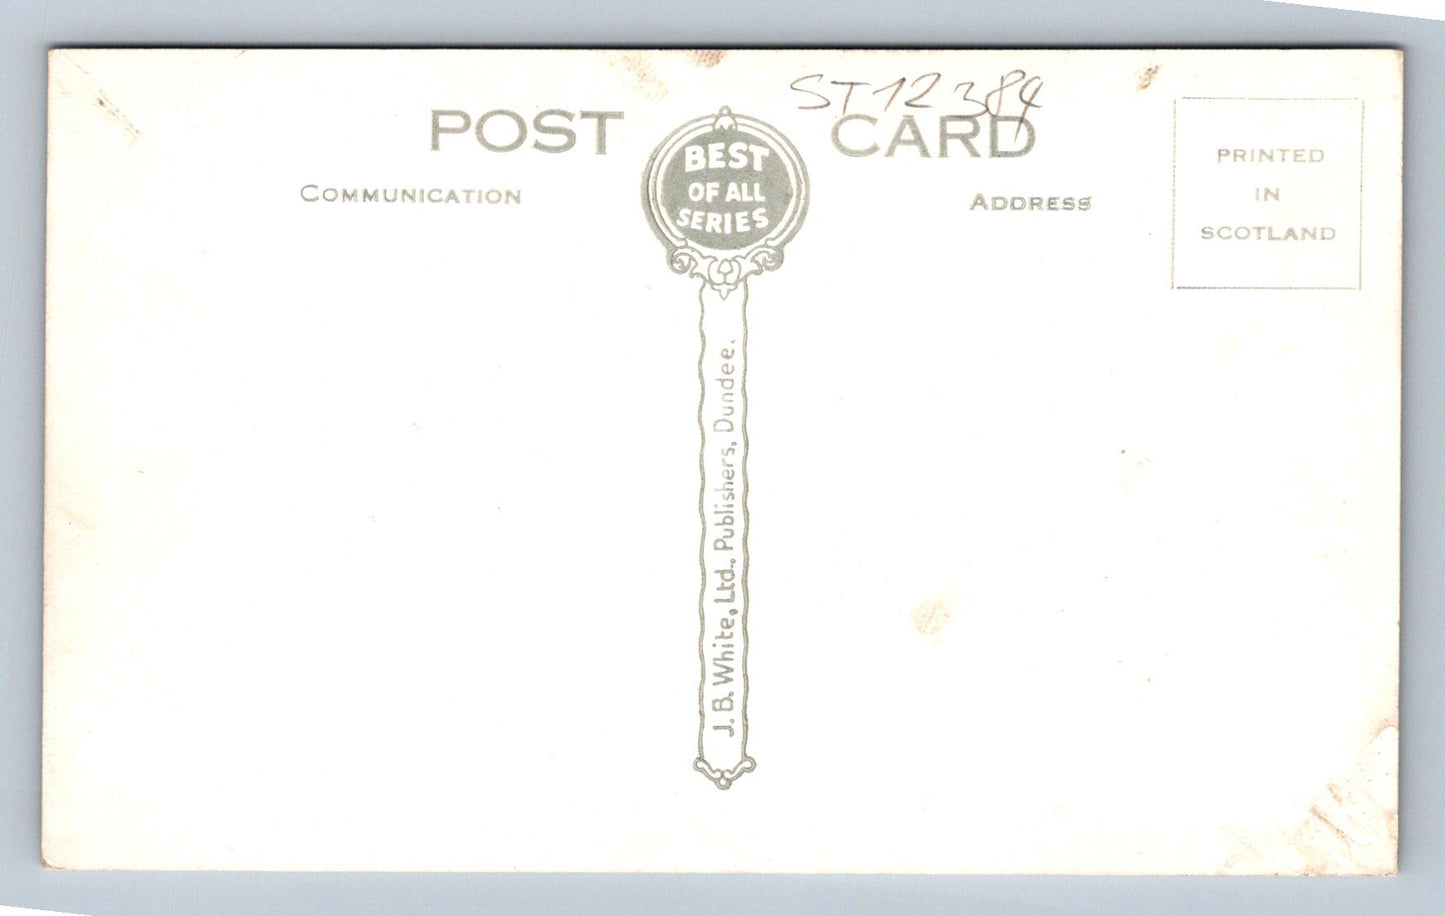 ST12384
POST CARD
BEST
OF ALL
SERIES
COMMUNICATION
ADDRESS
PRINTED
IN
SCOTLAND
J. B. White, Ltd., Publishers, Dundee.